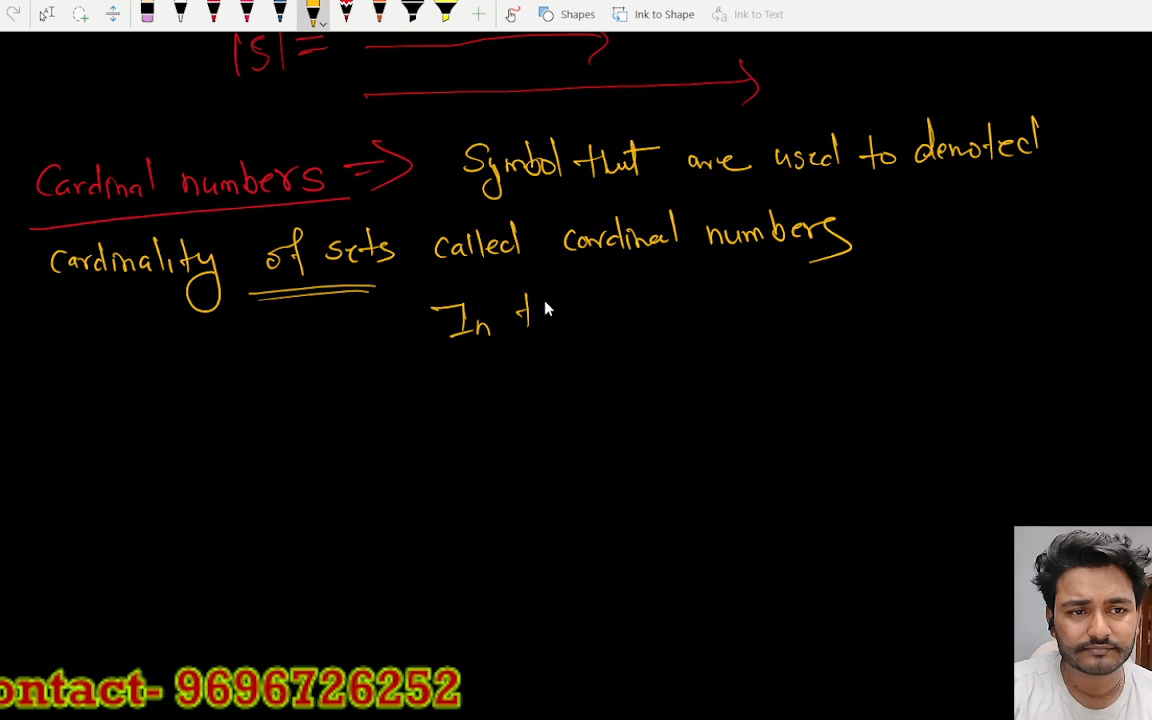 Shapes Ink to Shape Ink to Text
|S| =
Cardinal numbers => Symbol that are used to denoted
cardinality of sets called cardinal numbers
In t
ontact- 9696726252